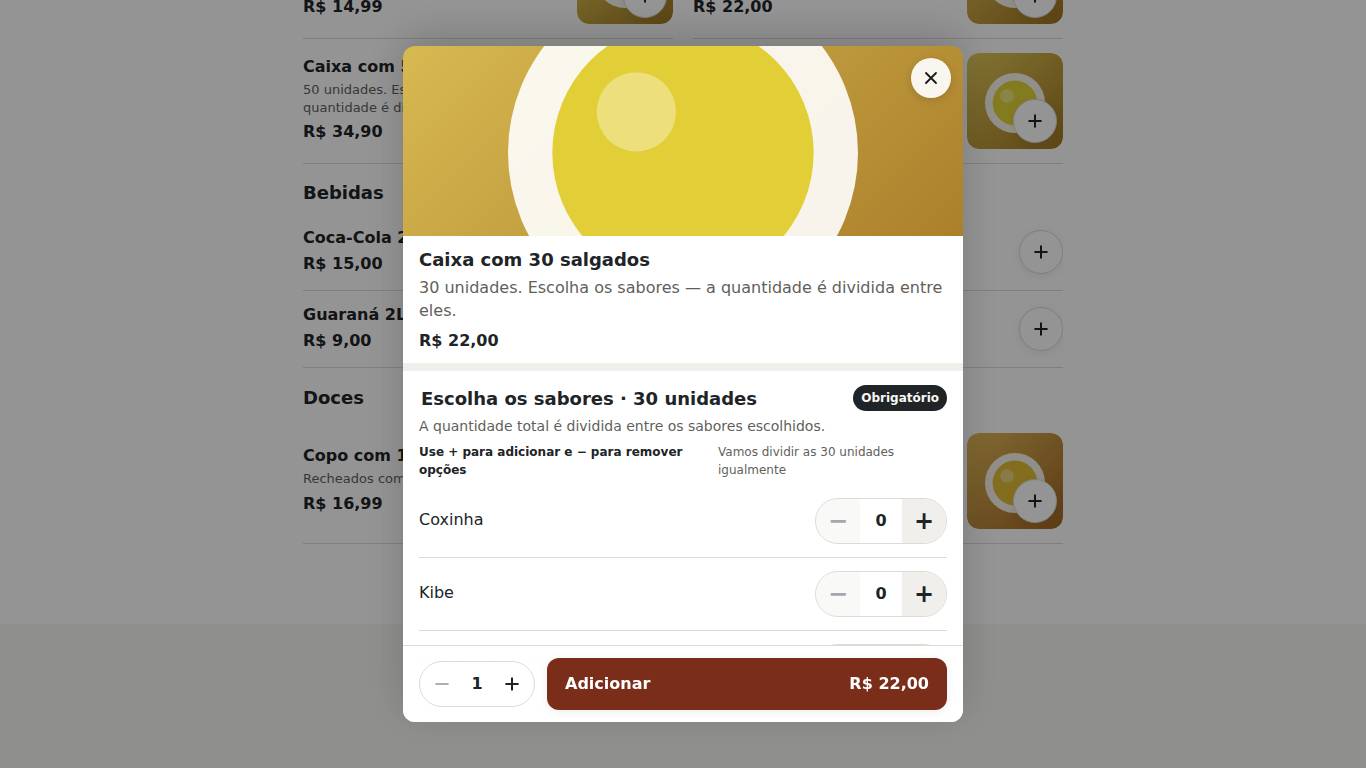 R$ 14,99
R$ 22,00
Caixa com
50 unidades. Es
quantidade é d
R$ 34,90
Bebidas
Coca-Cola 2
R$ 15,00
Guaraná 2L
R$ 9,00
Doces
Copo com 1
Recheados com
R$ 16,99
Caixa com 30 salgados
30 unidades. Escolha os sabores — a quantidade é dividida entre
eles.
R$ 22,00
Escolha os sabores · 30 unidades
Obrigatório
A quantidade total é dividida entre os sabores escolhidos.
Use + para adicionar e − para remover
opções
Vamos dividir as 30 unidades
igualmente
Coxinha
− 0 +
Kibe
− 0 +
− 1 +
Adicionar R$ 22,00